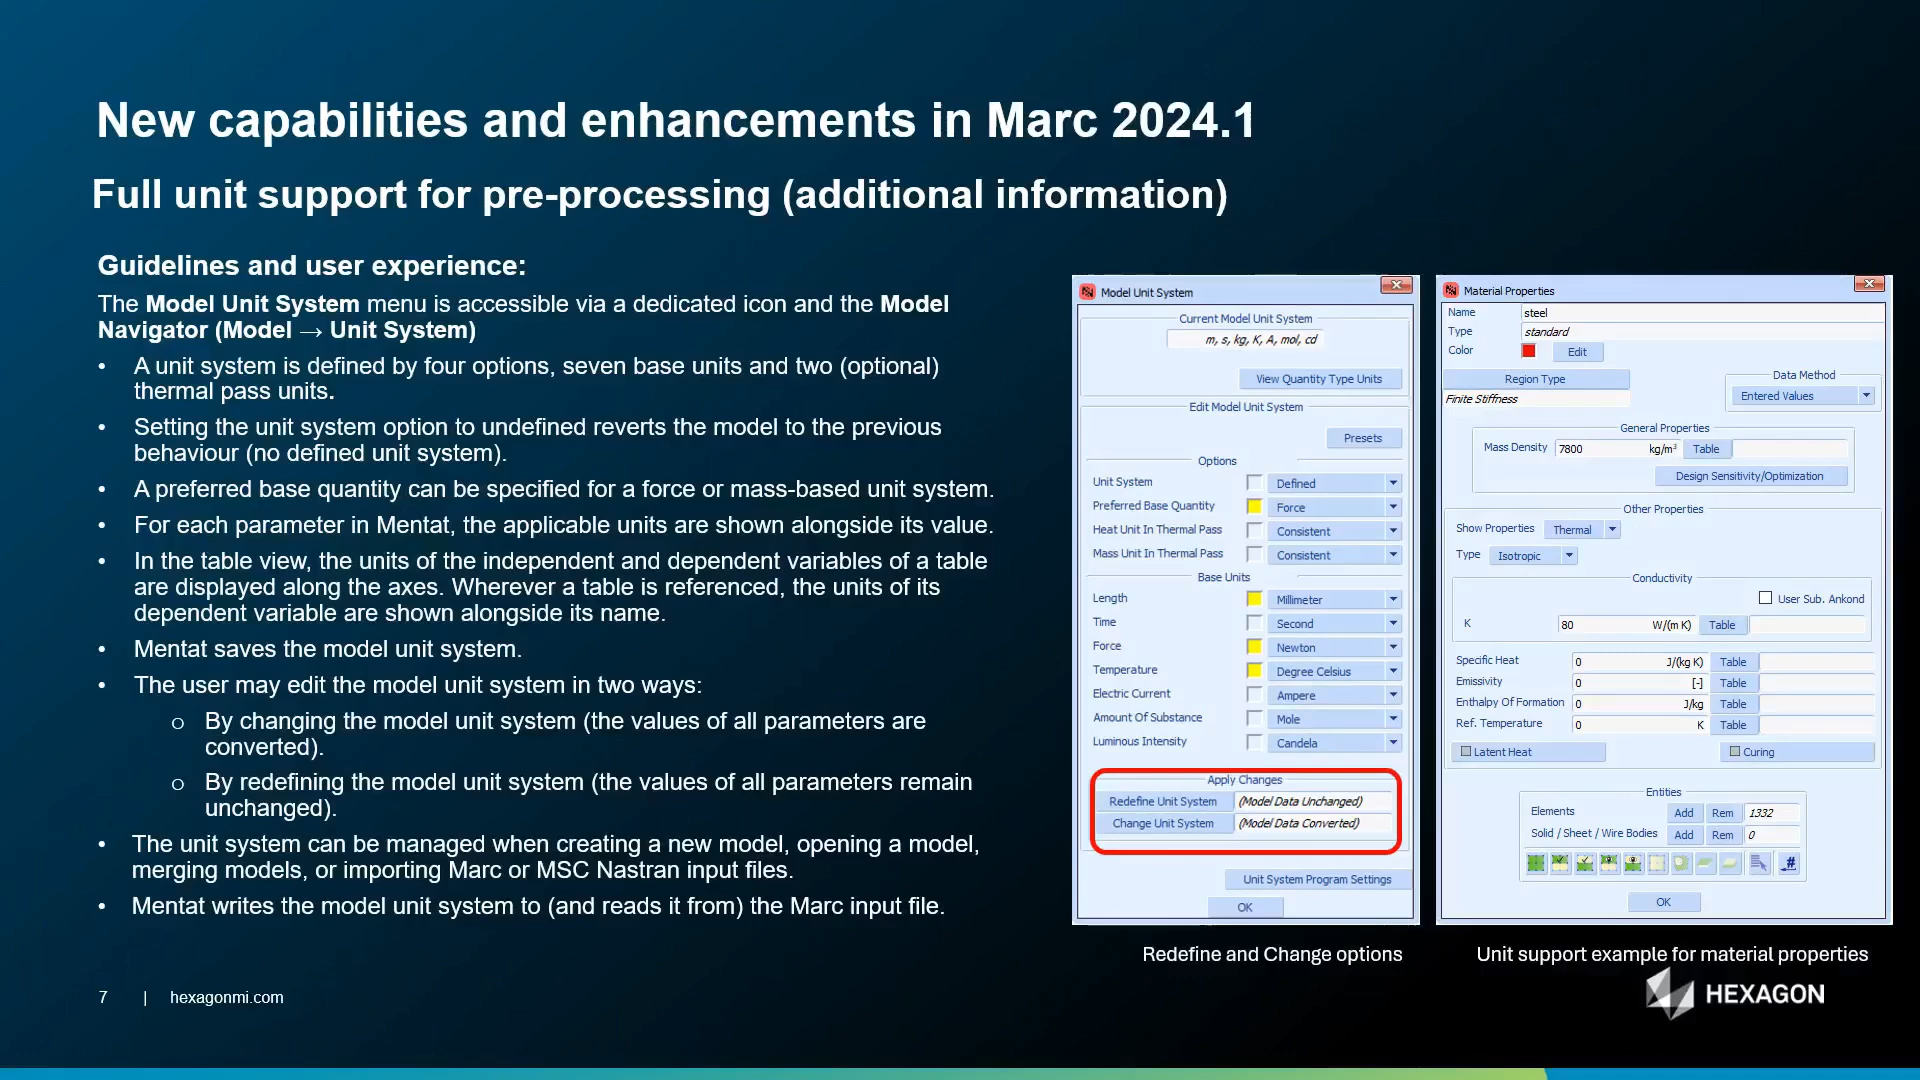 New capabilities and enhancements in Marc 2024.1
Full unit support for pre-processing (additional information)
Guidelines and user experience:
The Model Unit System menu is accessible via a dedicated icon and the Model
Navigator (Model → Unit System)
• A unit system is defined by four options, seven base units and two (optional)
thermal pass units.
• Setting the unit system option to undefined reverts the model to the previous
behaviour (no defined unit system).
• A preferred base quantity can be specified for a force or mass-based unit system.
• For each parameter in Mentat, the applicable units are shown alongside its value.
• In the table view, the units of the independent and dependent variables of a table
are displayed along the axes. Wherever a table is referenced, the units of its
dependent variable are shown alongside its name.
• Mentat saves the model unit system.
• The user may edit the model unit system in two ways:
o By changing the model unit system (the values of all parameters are
converted).
o By redefining the model unit system (the values of all parameters remain
unchanged).
• The unit system can be managed when creating a new model, opening a model,
merging models, or importing Marc or MSC Nastran input files.
• Mentat writes the model unit system to (and reads it from) the Marc input file.
Model Unit System
Current Model Unit System
m, s, kg, K, A, mol, cd
View Quantity Type Units
Edit Model Unit System
Presets
Options
Unit System Defined
Preferred Base Quantity Force
Heat Unit In Thermal Pass Consistent
Mass Unit In Thermal Pass Consistent
Base Units
Length Millimeter
Time Second
Force Newton
Temperature Degree Celsius
Electric Current Ampere
Amount Of Substance Mole
Luminous Intensity Candela
Apply Changes
Redefine Unit System (Model Data Unchanged)
Change Unit System (Model Data Converted)
Unit System Program Settings
OK
Redefine and Change options
Material Properties
Name steel
Type standard
Color Edit
Region Type
Finite Stiffness
Data Method
Entered Values
General Properties
Mass Density 7800 kg/m³ Table
Design Sensitivity/Optimization
Other Properties
Show Properties Thermal
Type Isotropic
Conductivity
User Sub. Ankond
K 80 W/(m K) Table
Specific Heat 0 J/(kg K) Table
Emissivity 0 [-] Table
Enthalpy Of Formation 0 J/kg Table
Ref. Temperature 0 K Table
Latent Heat Curing
Entities
Elements Add Rem 1332
Solid / Sheet / Wire Bodies Add Rem 0
#
OK
Unit support example for material properties
7 | hexagonmi.com
HEXAGON